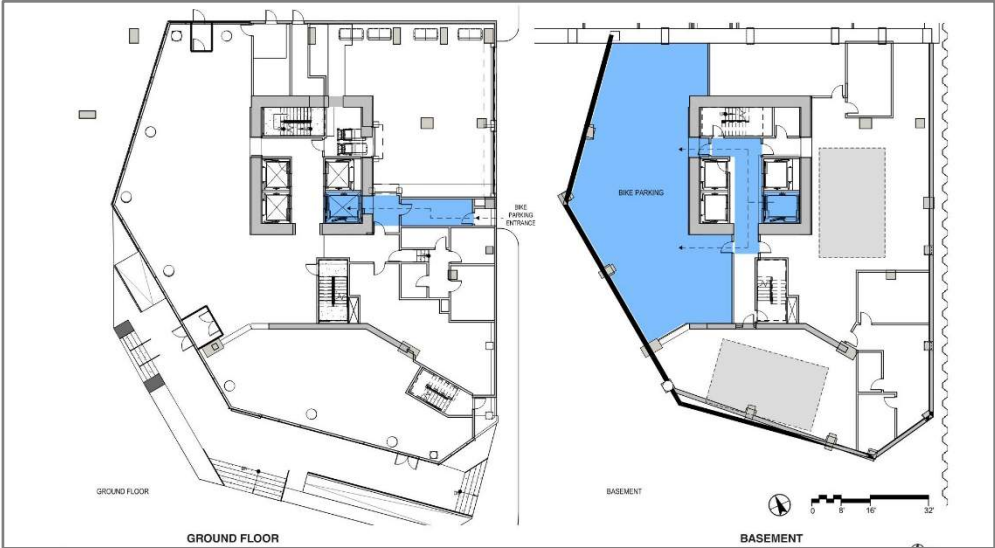 BIKE
PARKING
ENTRANCE
BIKE PARKING
GROUND FLOOR
BASEMENT
0 8' 16' 32'
GROUND FLOOR
BASEMENT